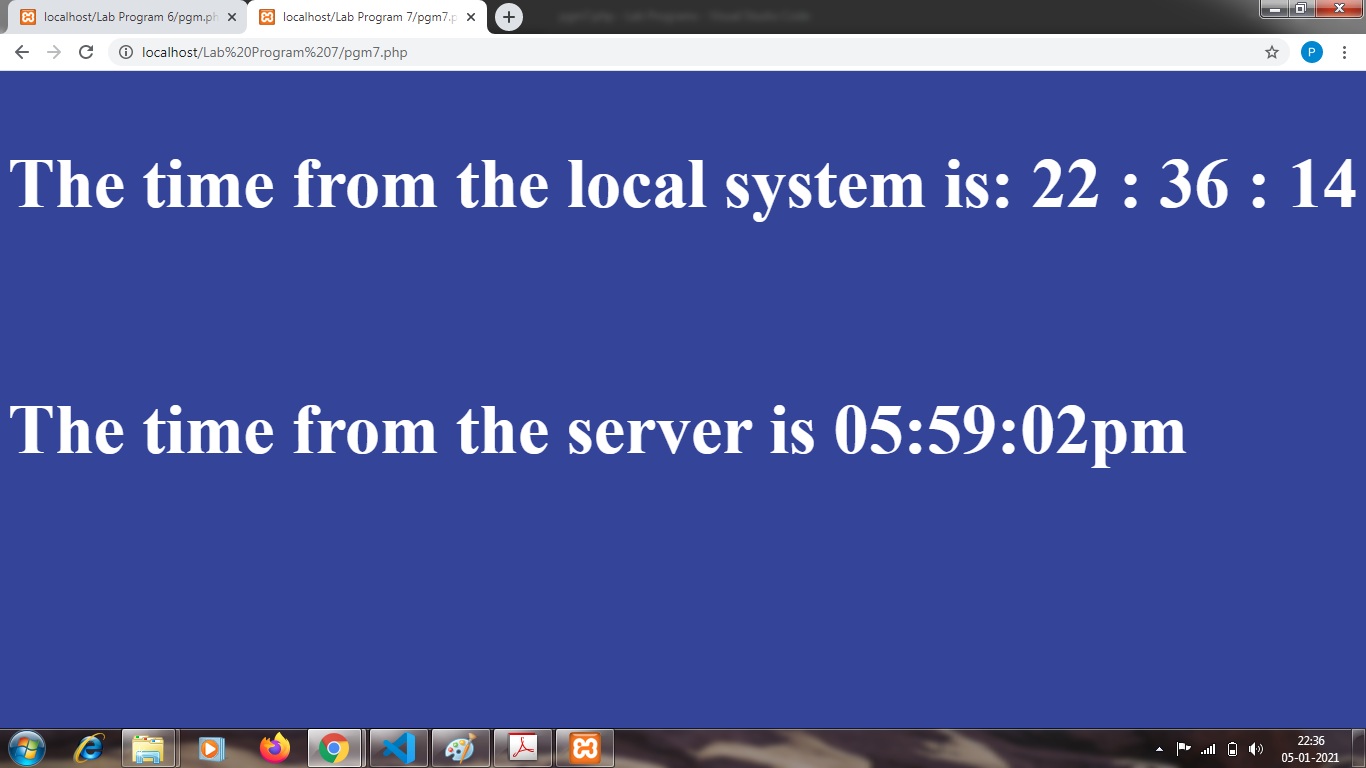 localhost/Lab Program 6/pgm.ph
localhost/Lab Program 7/pgm7.p
localhost/Lab%20Program%207/pgm7.php
P
The time from the local system is: 22 : 36 : 14
The time from the server is 05:59:02pm
22:36
05-01-2021